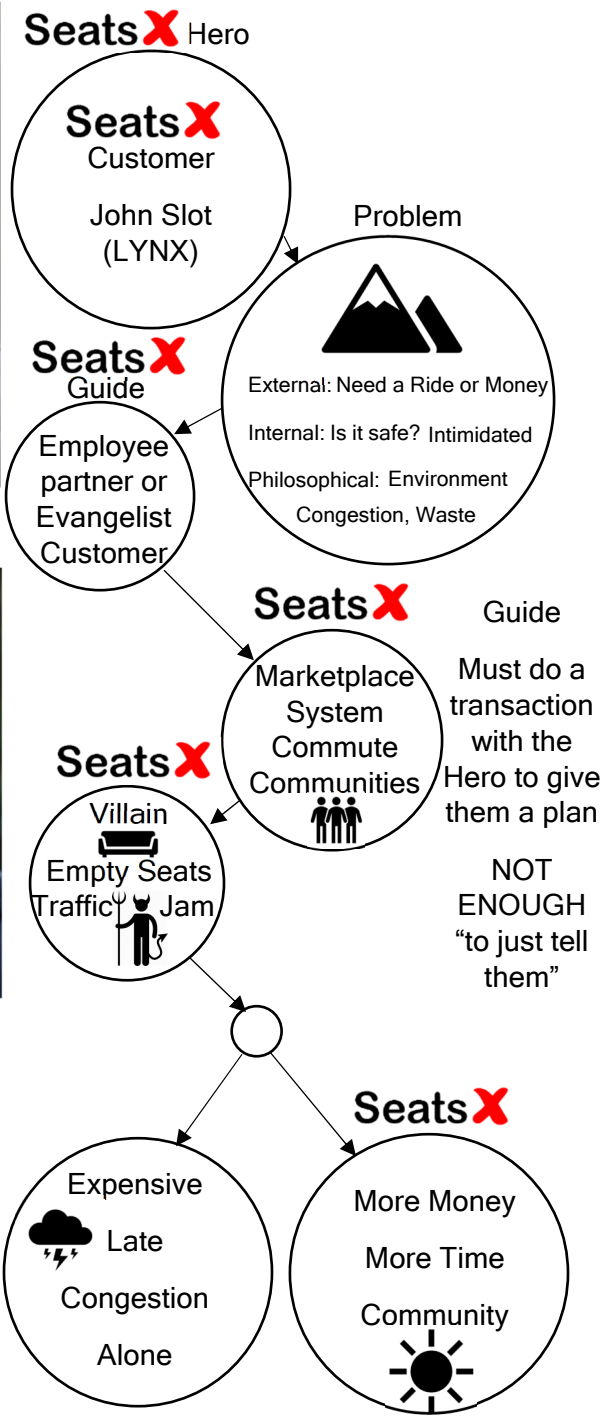 SeatsX Hero
SeatsX
Customer
John Slot
(LYNX)
Problem
External: Need a Ride or Money
Internal: Is it safe? Intimidated
Philosophical: Environment
Congestion, Waste
SeatsX
Guide
Employee
partner or
Evangelist
Customer
SeatsX
Marketplace
System
Commute
Communities
Guide
Must do a
transaction
with the
Hero to give
them a plan
NOT
ENOUGH
“to just tell
them”
SeatsX
Villain
Empty Seats
Traffic Jam
Expensive
Late
Congestion
Alone
SeatsX
More Money
More Time
Community